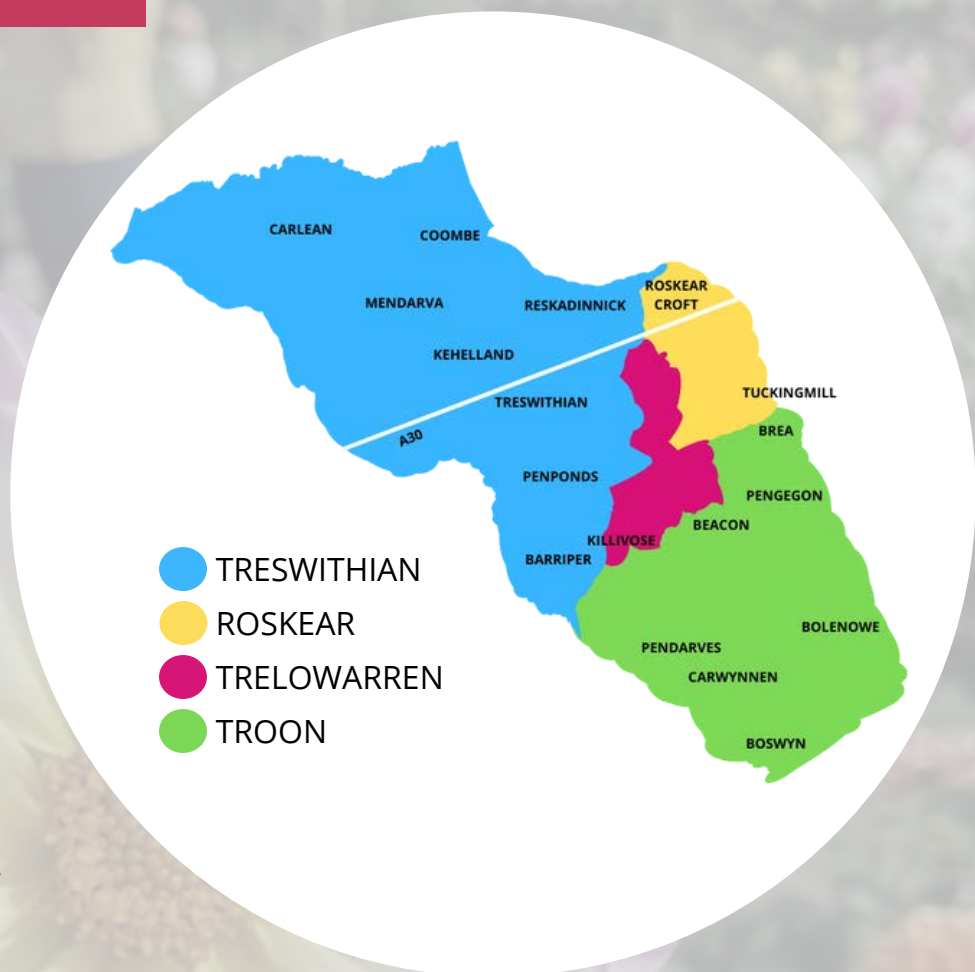 CARLEAN
COOMBE
ROSKEAR
CROFT
MENDARVA
RESKADINNICK
KEHELLAND
TRESWITHIAN
TUCKINGMILL
A30
BREA
PENPONDS
PENGEGON
BEACON
KILLIVOSE
BARRIPER
BOLENOWE
PENDARVES
CARWYNNEN
BOSWYN
TRESWITHIAN
ROSKEAR
TRELOWARREN
TROON